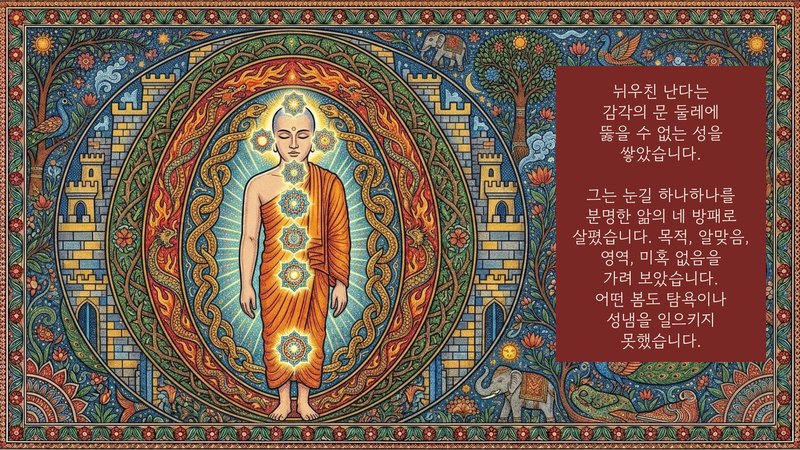 뉘우친 난다는
감각의 문 둘레에
뚫을 수 없는 성을
쌓았습니다.
그는 눈길 하나하나를
분명한 앎의 네 방패로
살폈습니다. 목적, 알맞음,
영역, 미혹 없음을
가려 보았습니다.
어떤 봄도 탐욕이나
성냄을 일으키지
못했습니다.